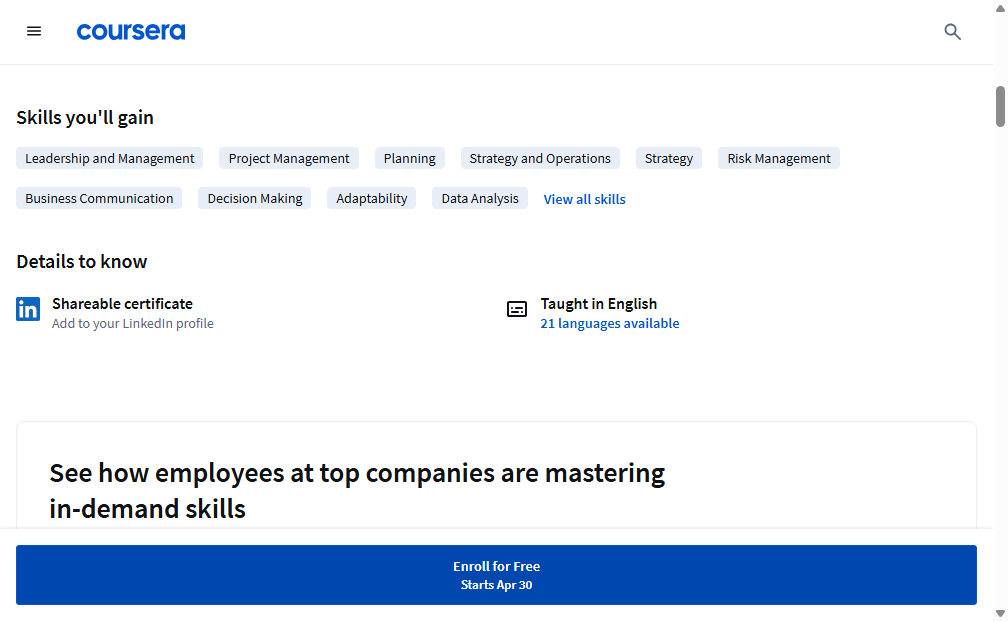 coursera
Skills you'll gain
Leadership and Management
Project Management
Planning
Strategy and Operations
Strategy
Risk Management
Business Communication
Decision Making
Adaptability
Data Analysis
View all skills
Details to know
in
Shareable certificate
Add to your LinkedIn profile
Taught in English
21 languages available
See how employees at top companies are mastering
in-demand skills
Enroll for Free
Starts Apr 30